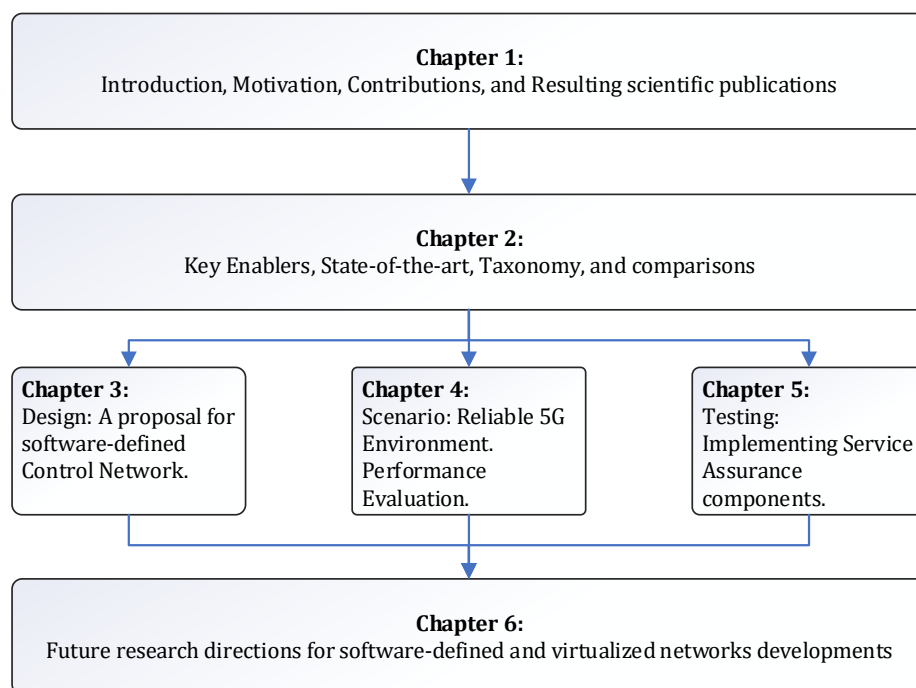 Chapter 1:
Introduction, Motivation, Contributions, and Resulting scientific publications
Chapter 2:
Key Enablers, State-of-the-art, Taxonomy, and comparisons
Chapter 3:
Design: A proposal for
software-defined
Control Network.
Chapter 4:
Scenario: Reliable 5G
Environment.
Performance
Evaluation.
Chapter 5:
Testing:
Implementing Service
Assurance
components.
Chapter 6:
Future research directions for software-defined and virtualized networks developments